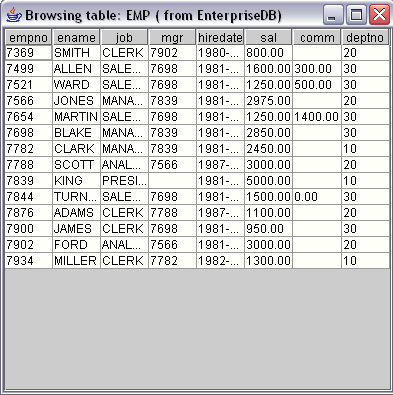 Browsing table: EMP ( from EnterpriseDB)
empno ename job mgr hiredate sal comm deptno
7369 SMITH CLERK 7902 1980-... 800.00 20
7499 ALLEN SALE... 7698 1981-... 1600.00 300.00 30
7521 WARD SALE... 7698 1981-... 1250.00 500.00 30
7566 JONES MANA... 7839 1981-... 2975.00 20
7654 MARTIN SALE... 7698 1981-... 1250.00 1400.00 30
7698 BLAKE MANA... 7839 1981-... 2850.00 30
7782 CLARK MANA... 7839 1981-... 2450.00 10
7788 SCOTT ANAL... 7566 1987-... 3000.00 20
7839 KING PRESI... 1981-... 5000.00 10
7844 TURN... SALE... 7698 1981-... 1500.00 0.00 30
7876 ADAMS CLERK 7788 1987-... 1100.00 20
7900 JAMES CLERK 7698 1981-... 950.00 30
7902 FORD ANAL... 7566 1981-... 3000.00 20
7934 MILLER CLERK 7782 1982-... 1300.00 10